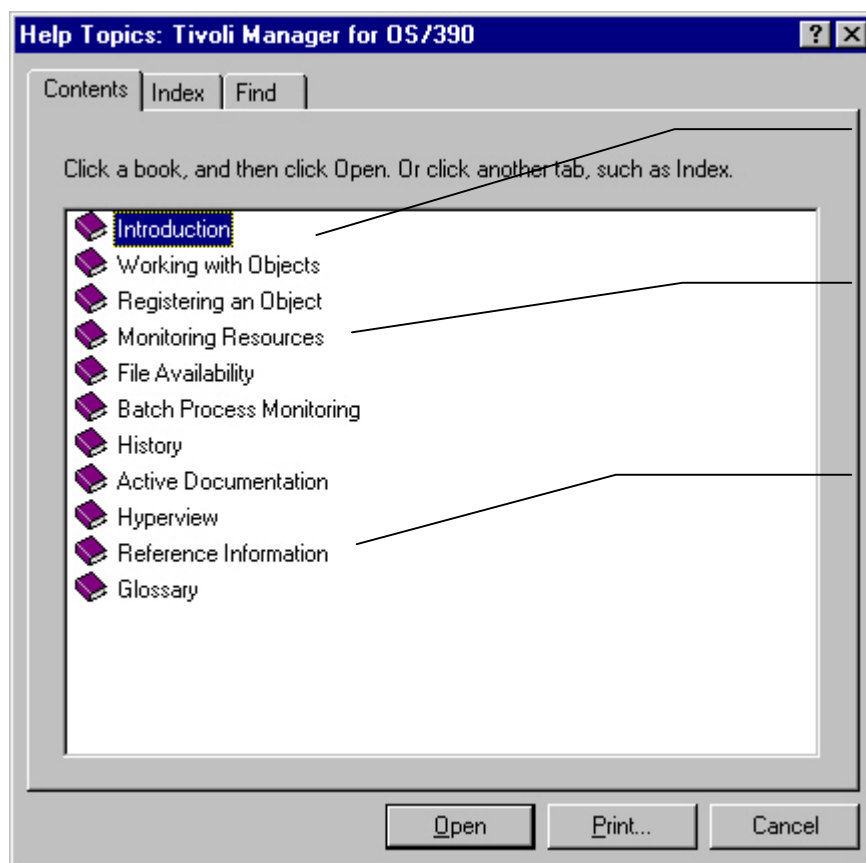 Help Topics: Tivoli Manager for OS/390
Contents Index Find
Click a book, and then click Open. Or click another tab, such as Index.
Introduction
Working with Objects
Registering an Object
Monitoring Resources
File Availability
Batch Process Monitoring
History
Active Documentation
Hyperview
Reference Information
Glossary
Open Print... Cancel